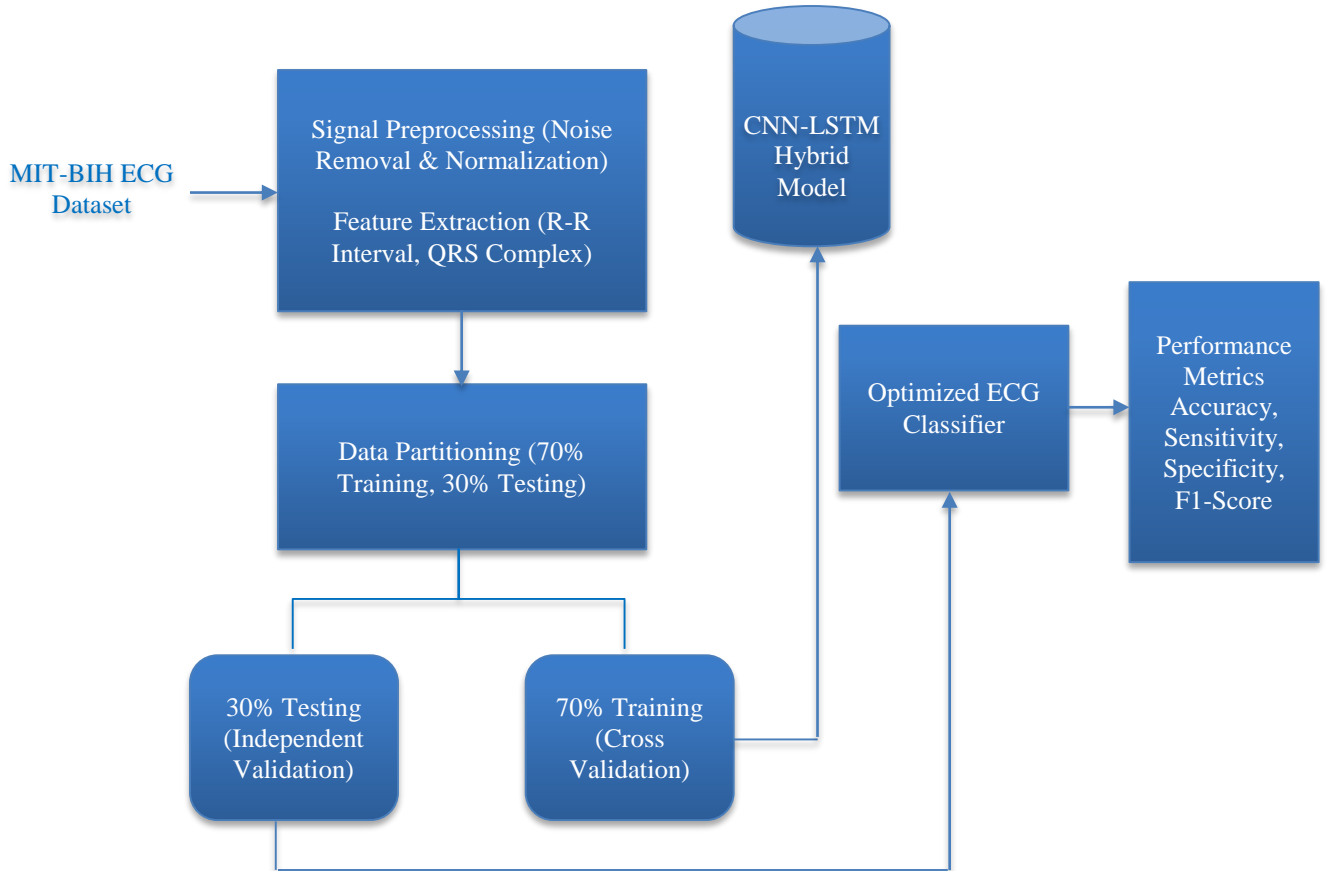 MIT-BIH ECG
Dataset
Signal Preprocessing (Noise
Removal & Normalization)
Feature Extraction (R-R
Interval, QRS Complex)
Data Partitioning (70%
Training, 30% Testing)
30% Testing
(Independent
Validation)
70% Training
(Cross
Validation)
CNN-LSTM
Hybrid
Model
Optimized ECG
Classifier
Performance
Metrics
Accuracy,
Sensitivity,
Specificity,
F1-Score